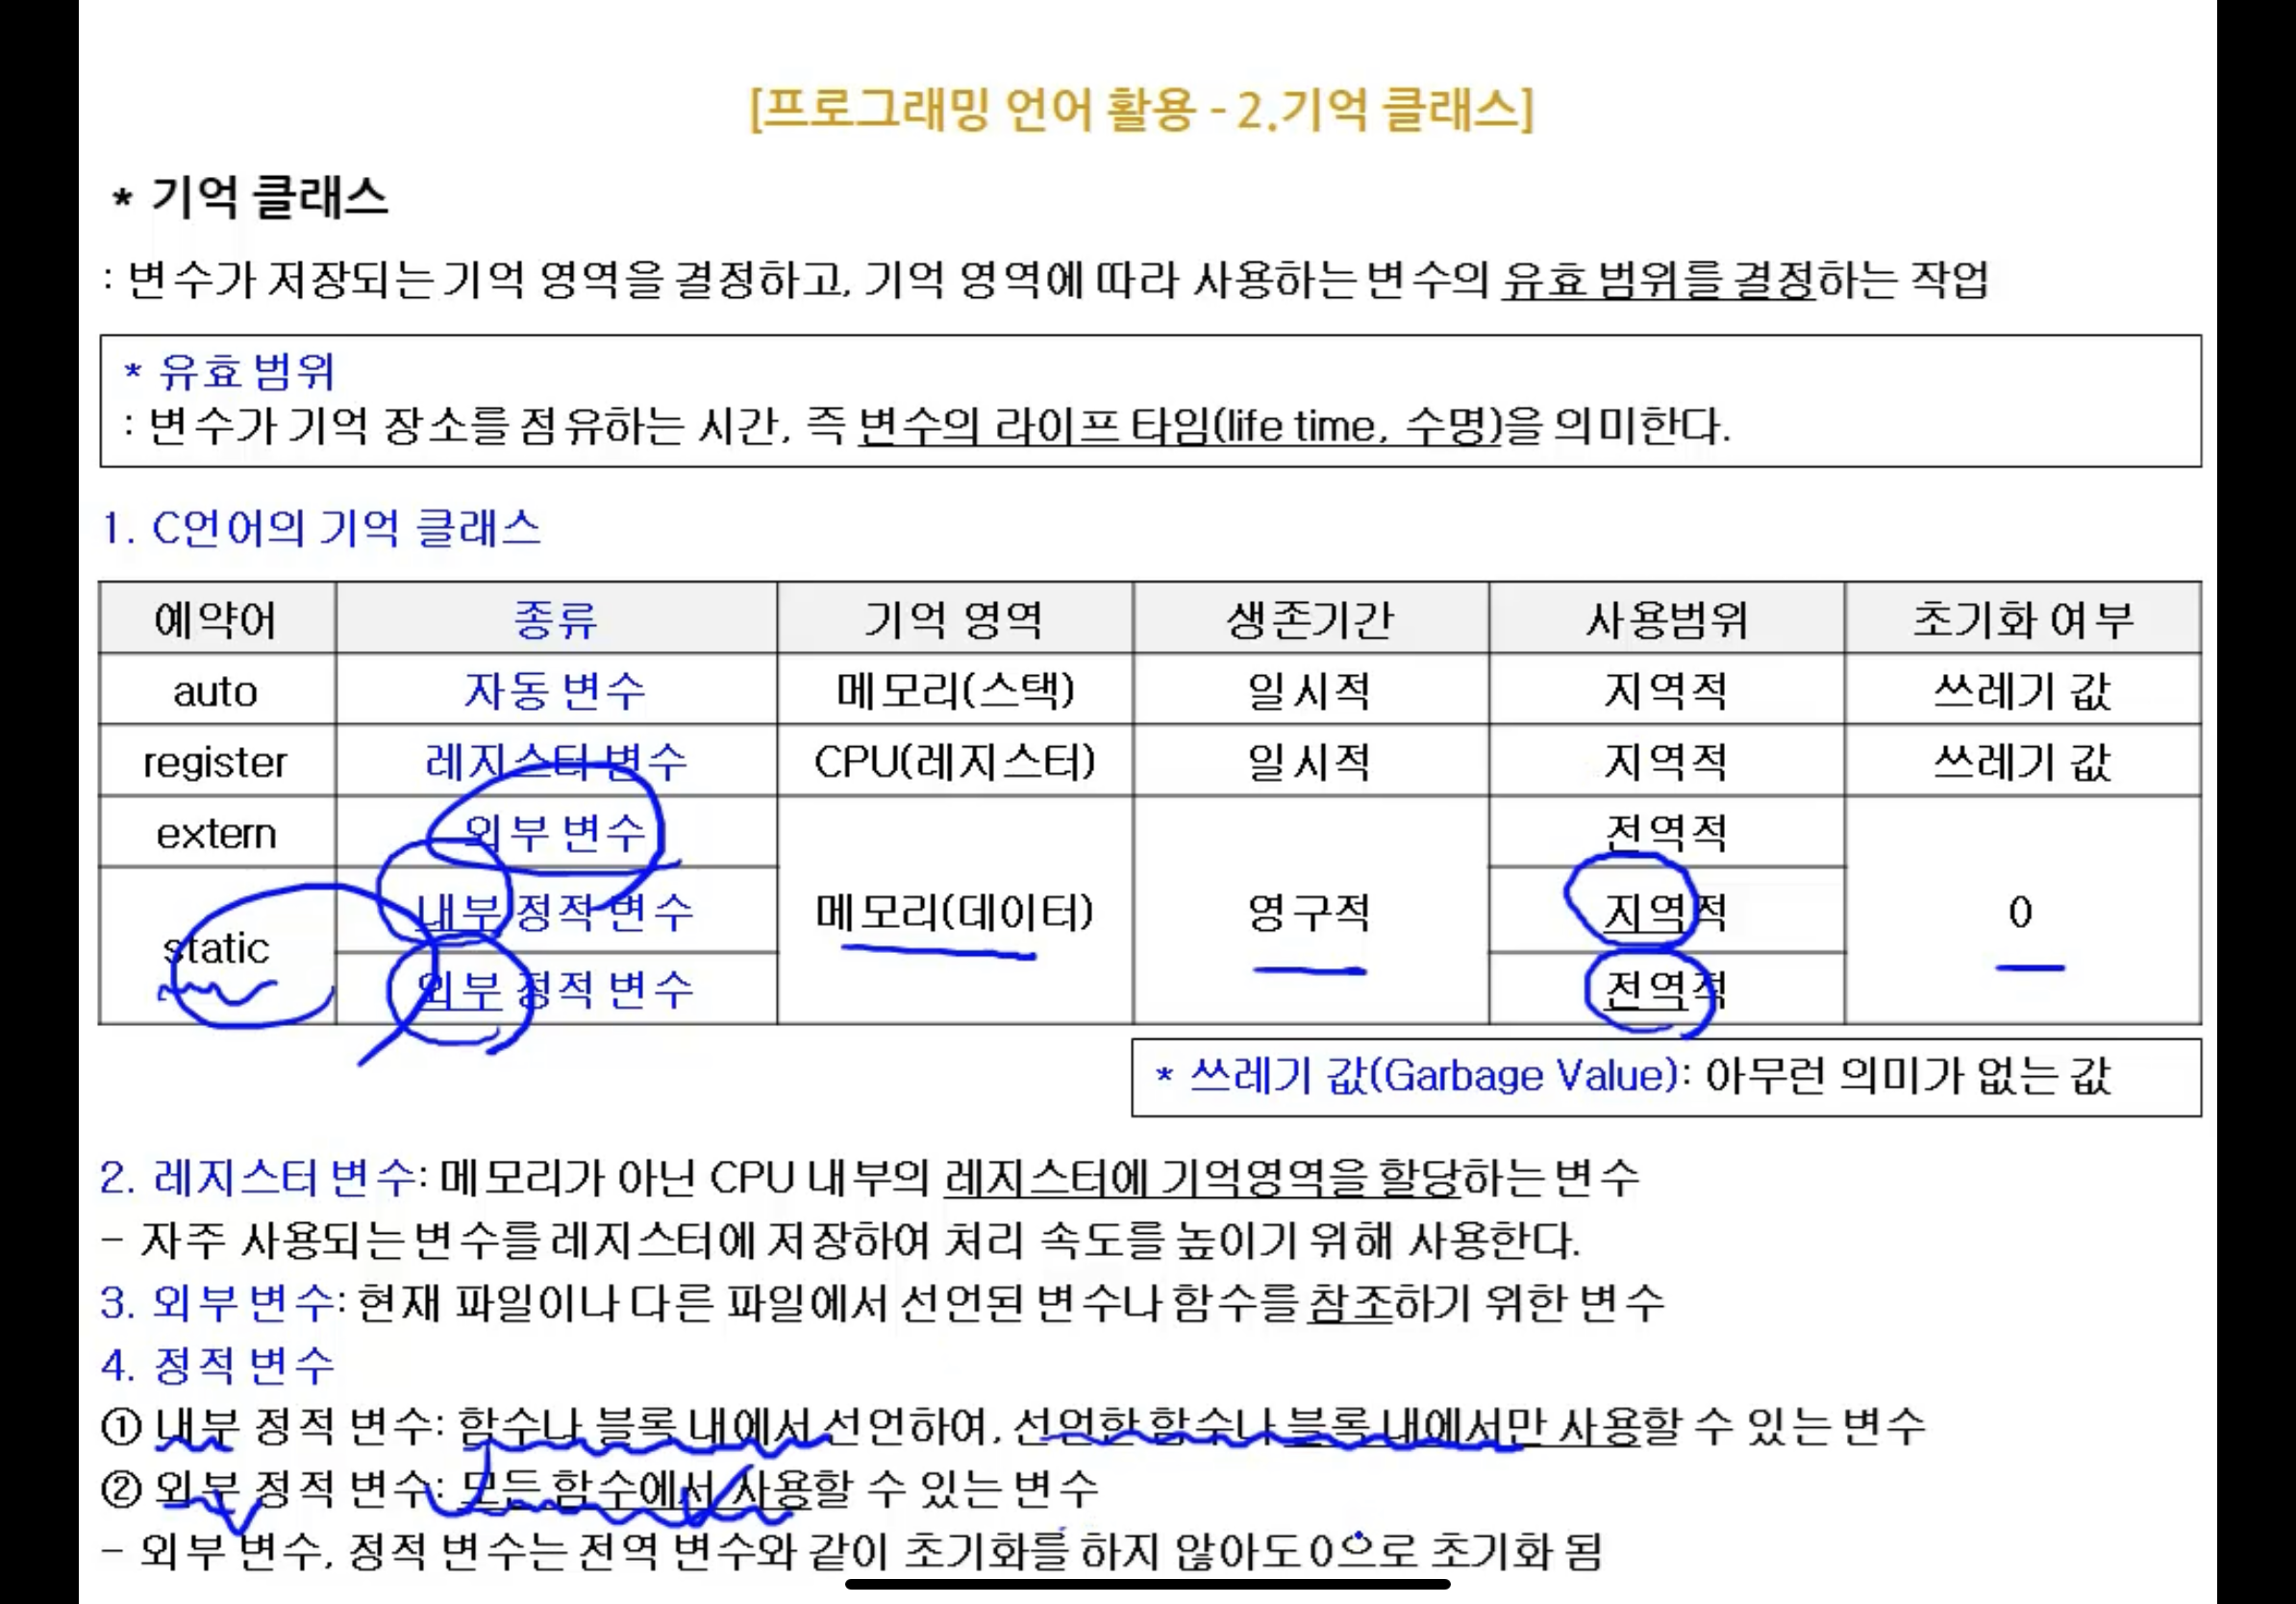 [프로그래밍 언어 활용 - 2.기억 클래스]
* 기억 클래스
: 변수가 저장되는 기억 영역을 결정하고, 기억 영역에 따라 사용하는 변수의 유효 범위를 결정하는 작업
* 유효 범위
: 변수가 기억 장소를 점유하는 시간, 즉 변수의 라이프 타임(life time, 수명)을 의미한다.
1. C언어의 기억 클래스
예약어 종류 기억 영역 생존기간 사용범위 초기화 여부
auto 자동 변수 메모리(스택) 일시적 지역적 쓰레기 값
register 레지스터 변수 CPU(레지스터) 일시적 지역적 쓰레기 값
extern 외부 변수 전역적
static 내부 정적 변수 메모리(데이터) 영구적 지역적 0
외부 정적 변수 전역적
* 쓰레기 값(Garbage Value): 아무런 의미가 없는 값
2. 레지스터 변수: 메모리가 아닌 CPU 내부의 레지스터에 기억영역을 할당하는 변수
- 자주 사용되는 변수를 레지스터에 저장하여 처리 속도를 높이기 위해 사용한다.
3. 외부 변수: 현재 파일이나 다른 파일에서 선언된 변수나 함수를 참조하기 위한 변수
4. 정적 변수
① 내부 정적 변수: 함수나 블록 내에서 선언하여, 선언한 함수나 블록 내에서만 사용할 수 있는 변수
② 외부 정적 변수: 모든 함수에서 사용할 수 있는 변수
- 외부 변수, 정적 변수는 전역 변수와 같이 초기화를 하지 않아도 0으로 초기화 됨